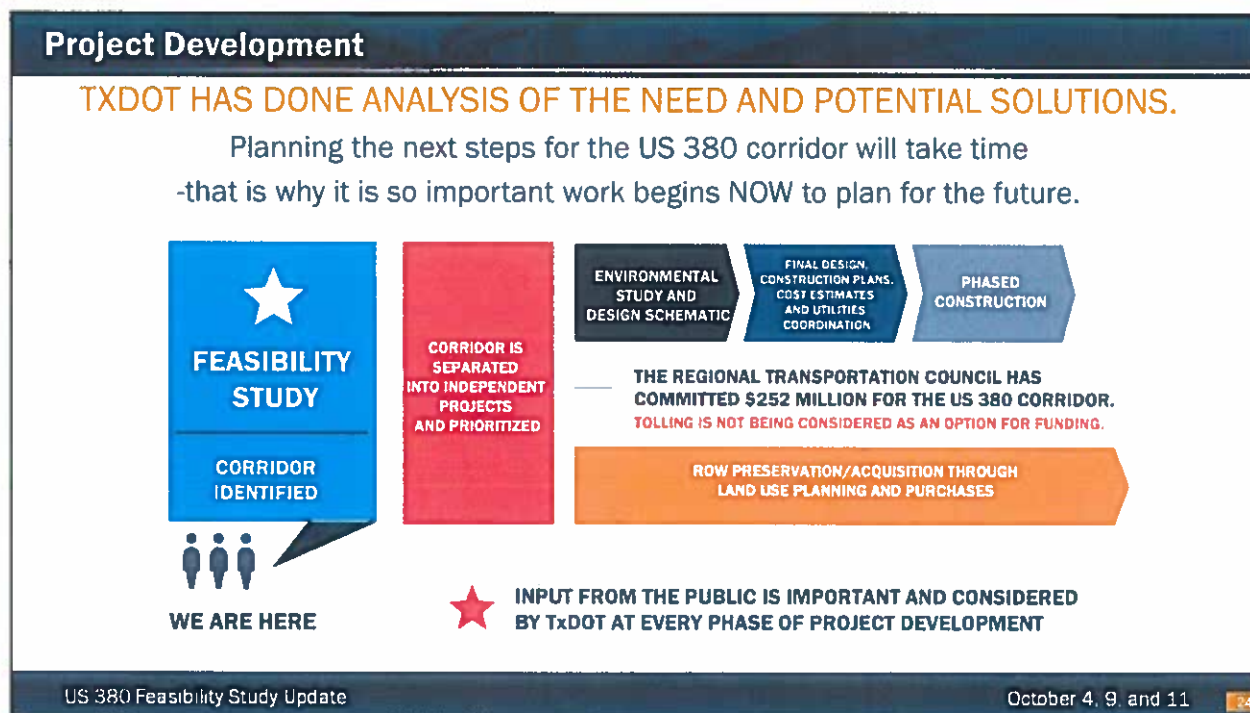 Project Development
TXDOT HAS DONE ANALYSIS OF THE NEED AND POTENTIAL SOLUTIONS.
Planning the next steps for the US 380 corridor will take time
-that is why it is so important work begins NOW to plan for the future.
FEASIBILITY
STUDY
CORRIDOR
IDENTIFIED
WE ARE HERE
CORRIDOR IS
SEPARATED
INTO INDEPENDENT
PROJECTS
AND PRIORITIZED
ENVIRONMENTAL
STUDY AND
DESIGN SCHEMATIC
FINAL DESIGN,
CONSTRUCTION PLANS,
COST ESTIMATES
AND UTILITIES
COORDINATION
PHASED
CONSTRUCTION
THE REGIONAL TRANSPORTATION COUNCIL HAS
COMMITTED $252 MILLION FOR THE US 380 CORRIDOR.
TOLLING IS NOT BEING CONSIDERED AS AN OPTION FOR FUNDING.
ROW PRESERVATION/ACQUISITION THROUGH
LAND USE PLANNING AND PURCHASES
INPUT FROM THE PUBLIC IS IMPORTANT AND CONSIDERED
BY TxDOT AT EVERY PHASE OF PROJECT DEVELOPMENT
US 380 Feasibility Study Update
October 4, 9, and 11